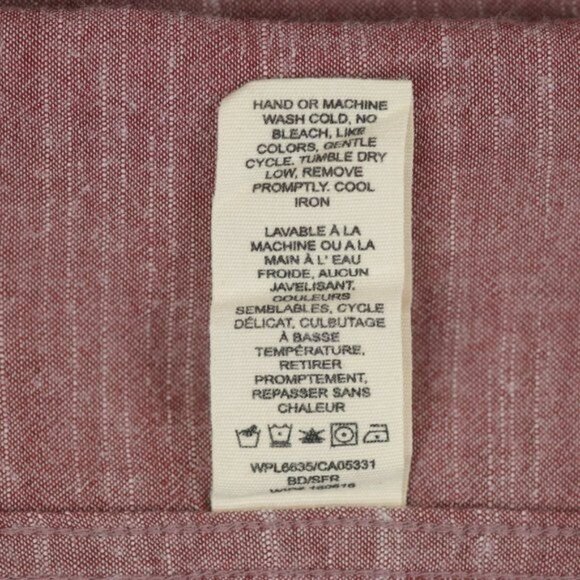 HAND OR MACHINE
WASH COLD, NO
BLEACH, LIKE
COLORS, GENTLE
CYCLE. TUMBLE DRY
LOW, REMOVE
PROMPTLY. COOL
IRON
LAVABLE À LA
MACHINE OU A LA
MAIN À L' EAU
FROIDE, AUCUN
JAVELISANT.
COULEURS
SEMBLABLES, CYCLE
DÉLICAT, CULBUTAGE
À BASSE
TEMPÉRATURE,
RETIRER
PROMPTEMENT,
REPASSER SANS
CHALEUR
WPL6635/CA05331
BD/SFR